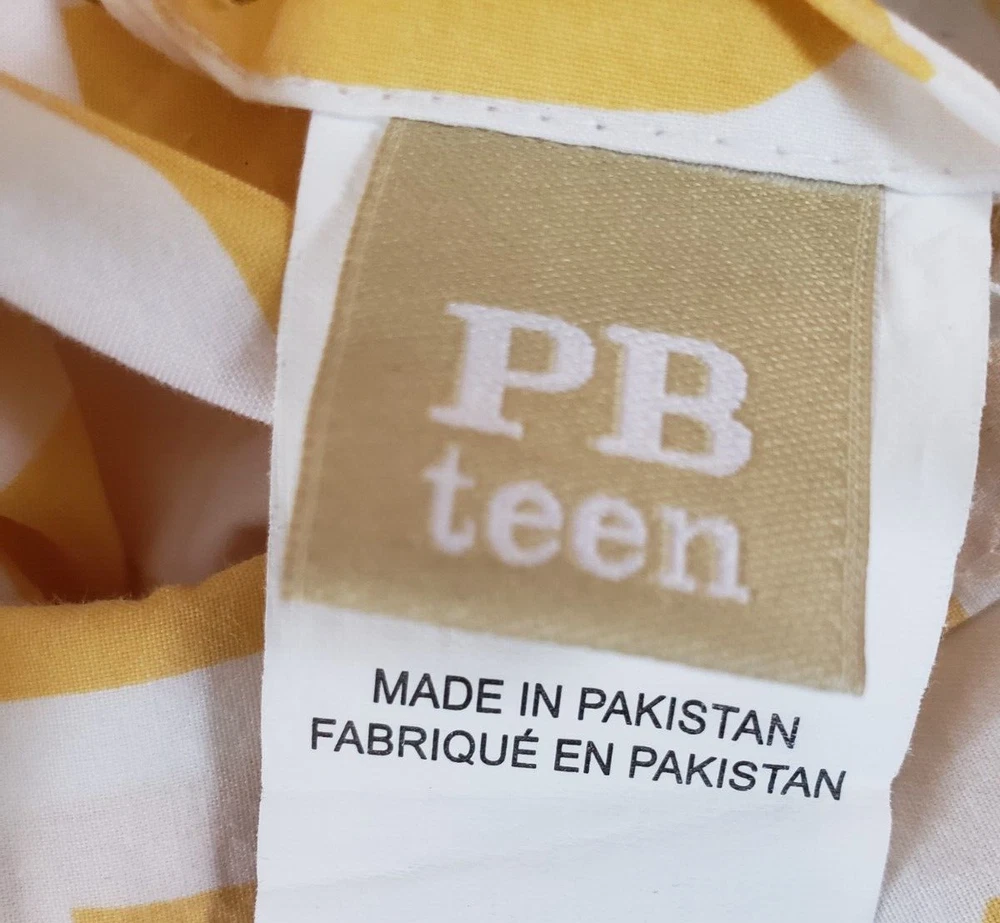 PB
teen
MADE IN PAKISTAN
FABRIQUÉ EN PAKISTAN